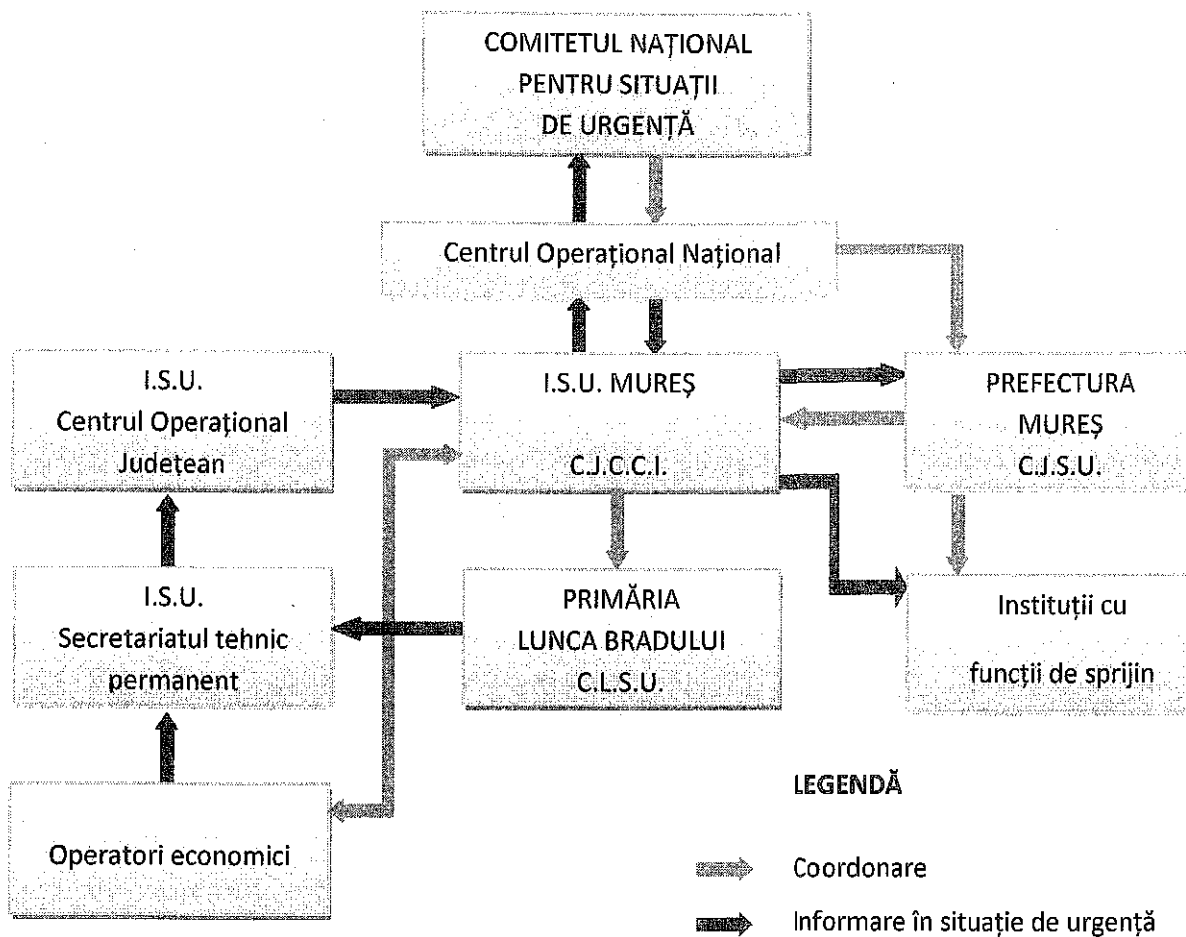 COMITETUL NAȚIONAL
PENTRU SITUAȚII
DE URGENȚĂ
Centrul Operațional Național
I.S.U.
Centrul Operațional
Județean
I.S.U. MUREȘ
C.J.C.C.I.
PREFECTURA
MUREȘ
C.J.S.U.
I.S.U.
Secretariatul tehnic
permanent
PRIMĂRIA
LUNCA BRADULUI
C.L.S.U.
Instituții cu
funcții de sprijin
Operatori economici
LEGENDĂ
Coordonare
Informare în situație de urgență